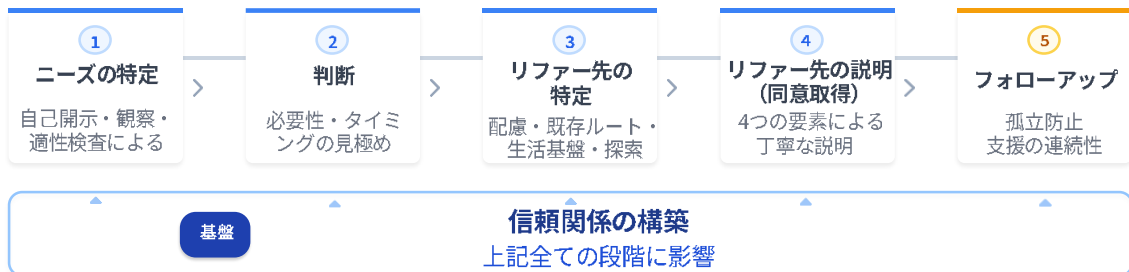 1
ニーズの特定
自己開示・観察・
適性検査による
2
判断
必要性・タイミ
ングの見極め
3
リファー先の
特定
配慮・既存ルート・
生活基盤・探索
4
リファー先の説明
（同意取得）
4つの要素による
丁寧な説明
5
フォローアップ
孤立防止
支援の連続性
基盤
信頼関係の構築
上記全ての段階に影響